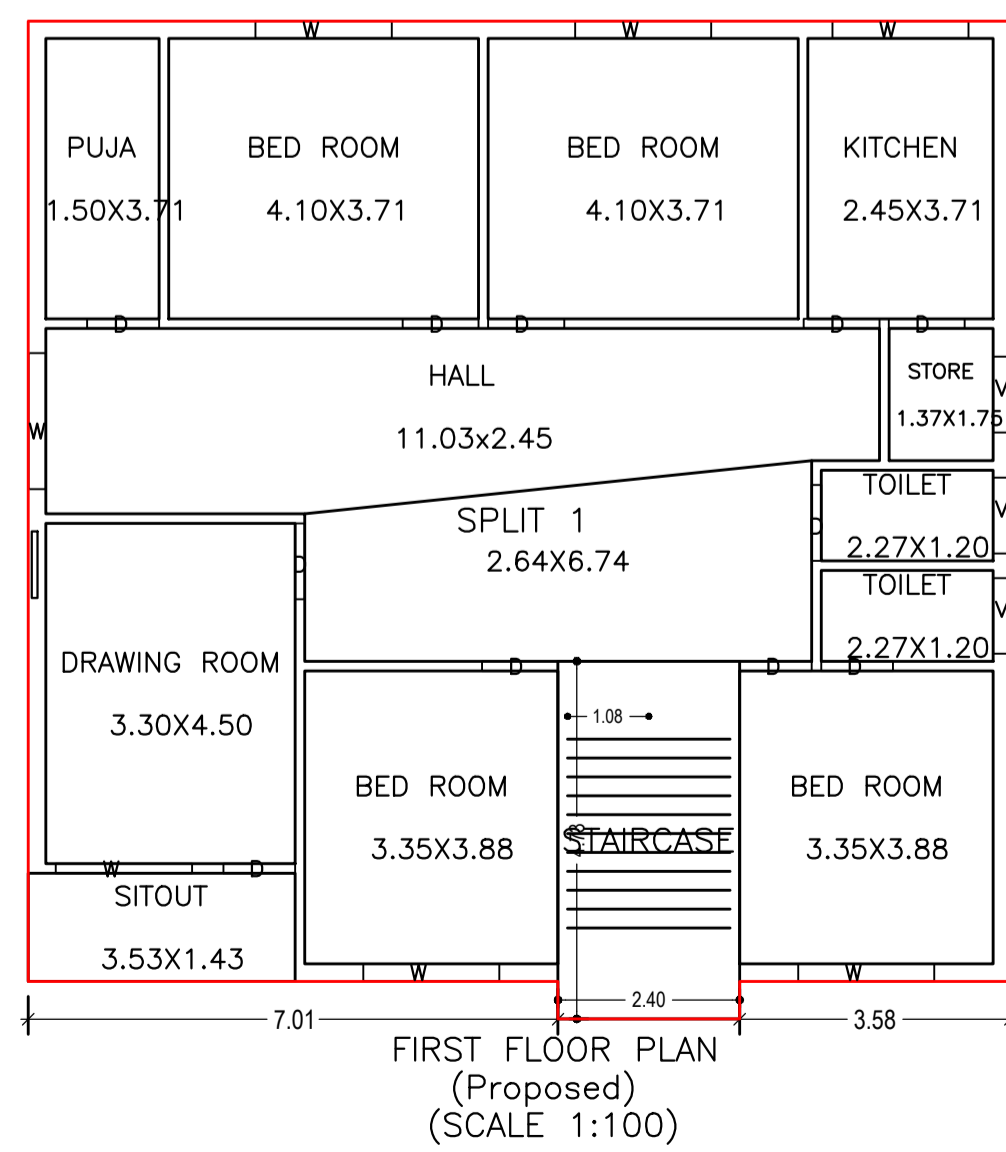 W
W
W
PUJA
1.50X3.71
BED ROOM
4.10X3.71
BED ROOM
4.10X3.71
KITCHEN
2.45X3.71
D
D
D
D
D
HALL
11.03x2.45
W
STORE
1.37X1.75
V
SPLIT 1
2.64X6.74
TOILET
2.27X1.20
V
D
TOILET
2.27X1.20
V
D
DRAWING ROOM
3.30X4.50
D
D
D
1.08
BED ROOM
3.35X3.88
STAIRCASE
BED ROOM
3.35X3.88
W
D
SITOUT
3.53X1.43
W
W
2.40
7.01
3.58
FIRST FLOOR PLAN
(Proposed)
(SCALE 1:100)